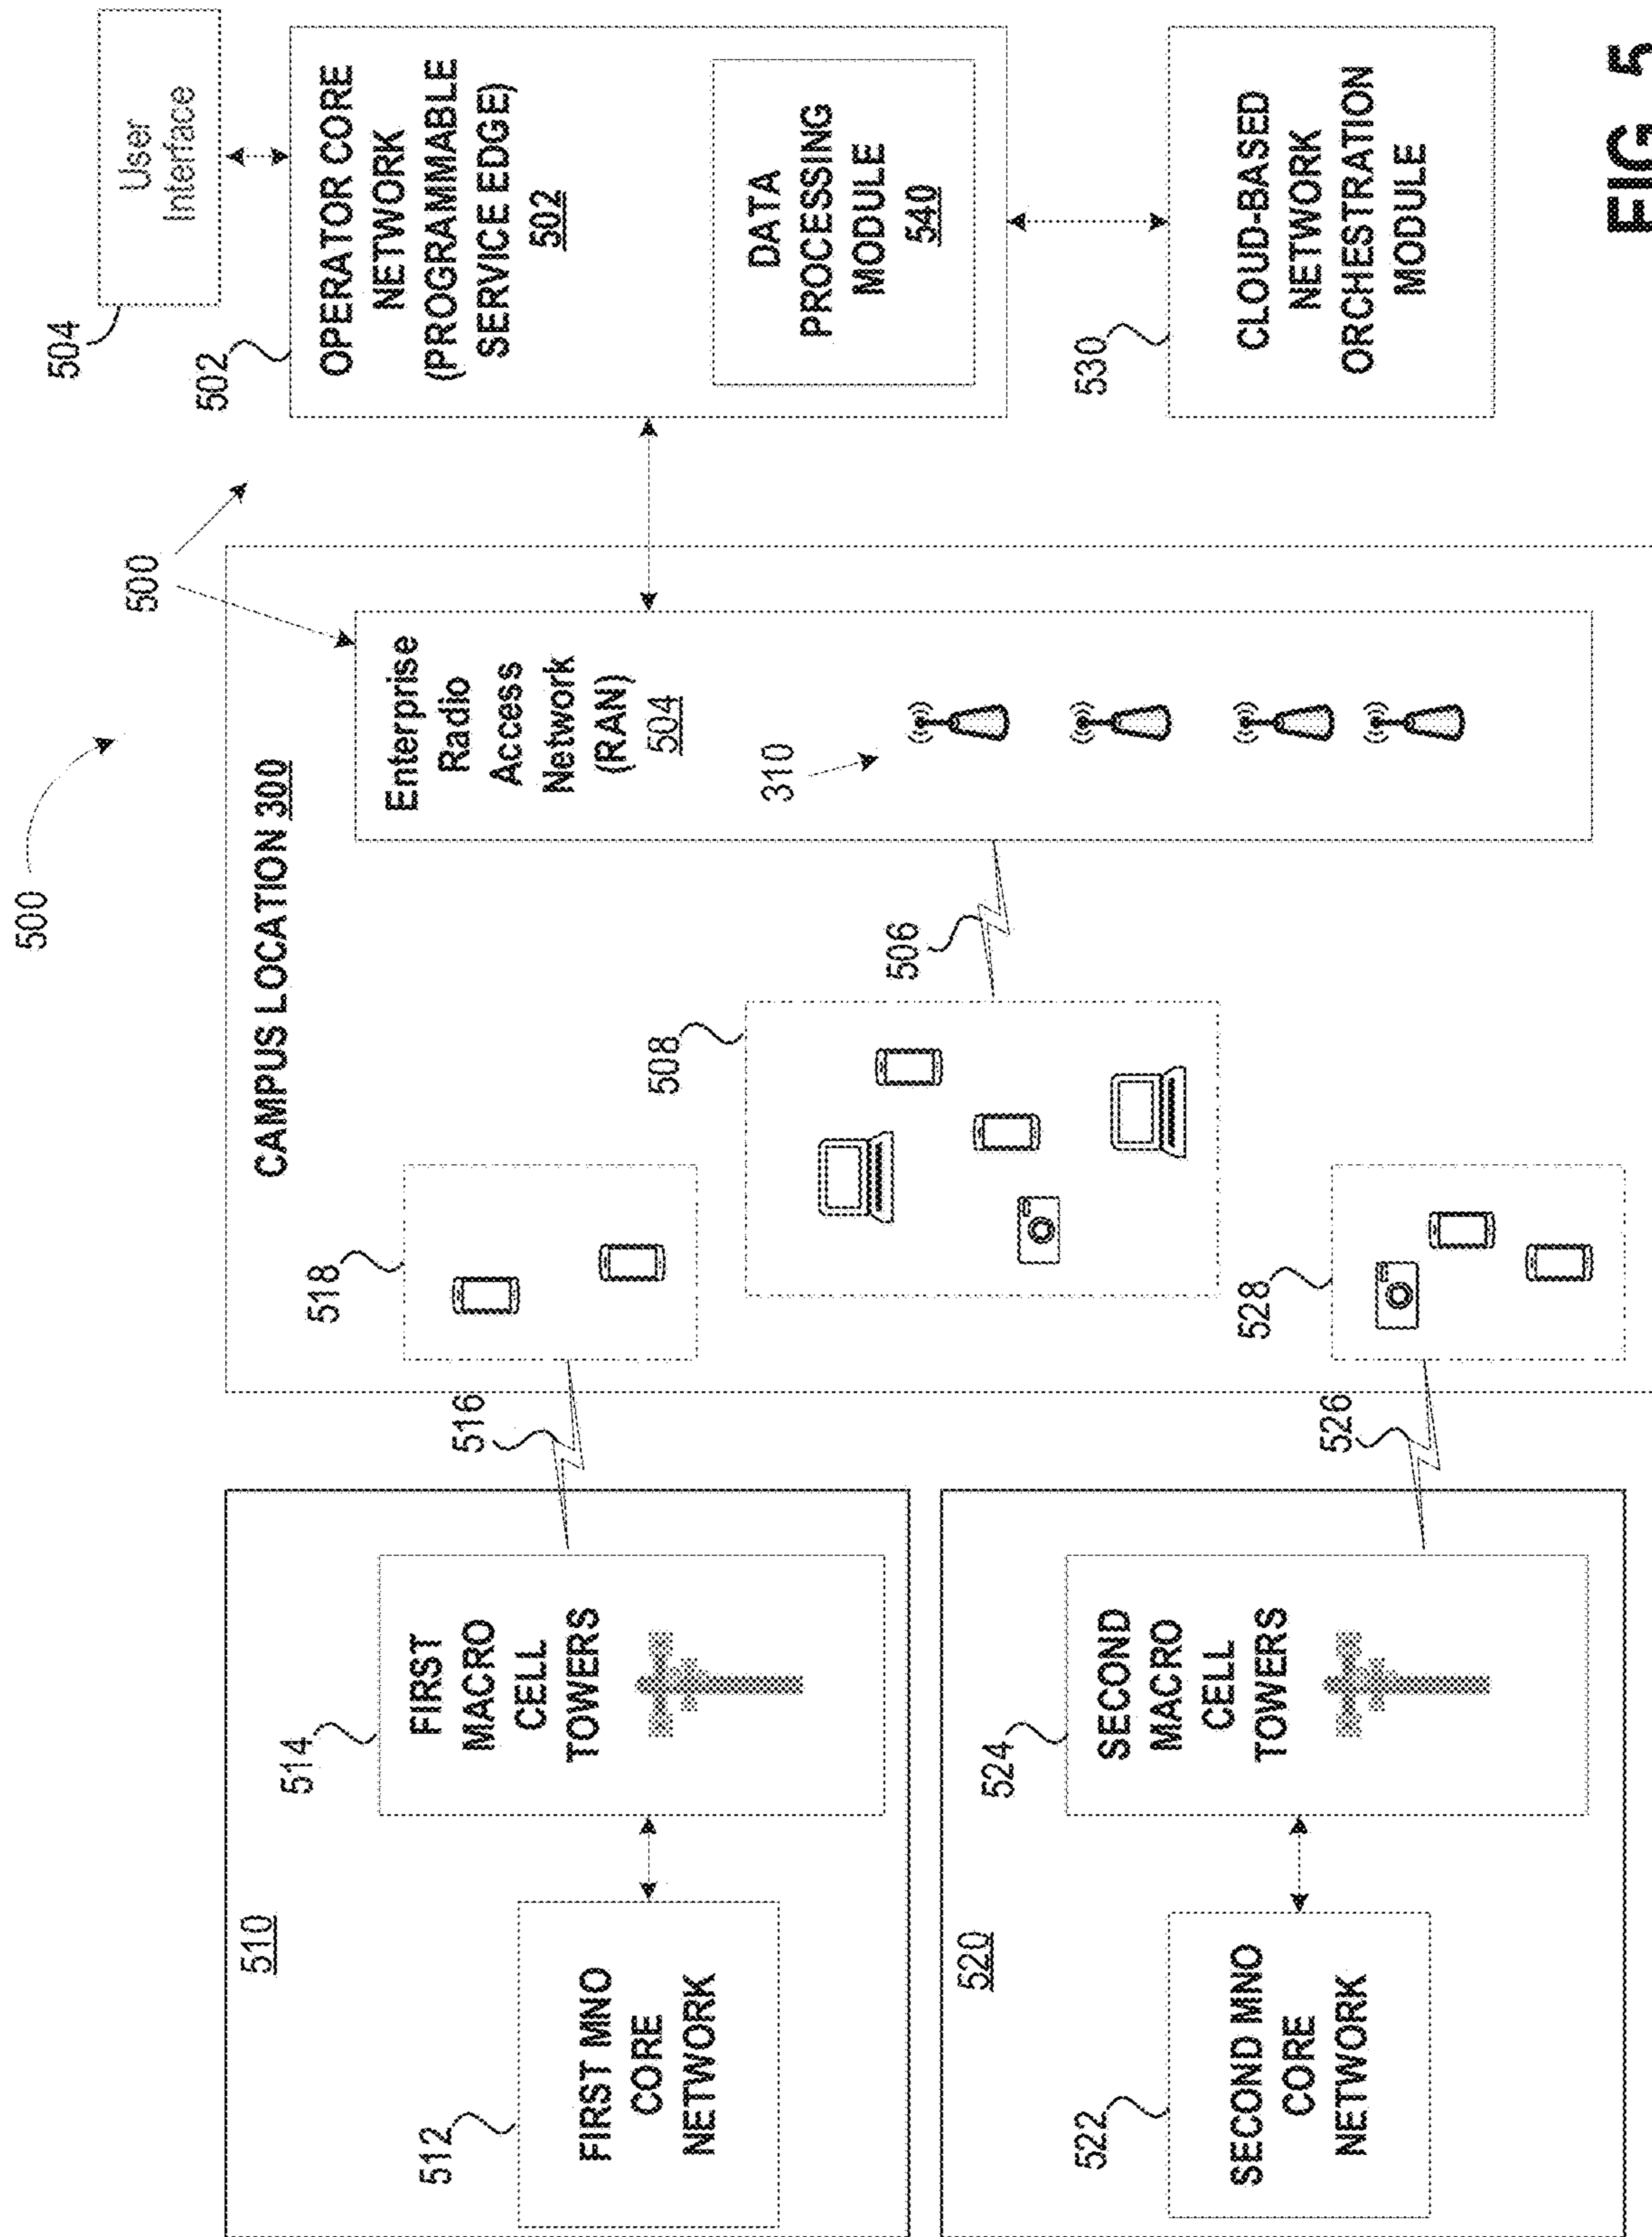 500
510
512
FIRST MNO
CORE
NETWORK
514
FIRST
MACRO
CELL
TOWERS
516
520
522
SECOND MNO
CORE
NETWORK
524
SECOND
MACRO
CELL
TOWERS
526
CAMPUS LOCATION 300
518
508
528
506
500
Enterprise
Radio
Access
Network
(RAN)
504
310
504
User
Interface
502
OPERATOR CORE
NETWORK
(PROGRAMMABLE
SERVICE EDGE)
502
DATA
PROCESSING
MODULE
540
530
CLOUD-BASED
NETWORK
ORCHESTRATION
MODULE
FIG. 5